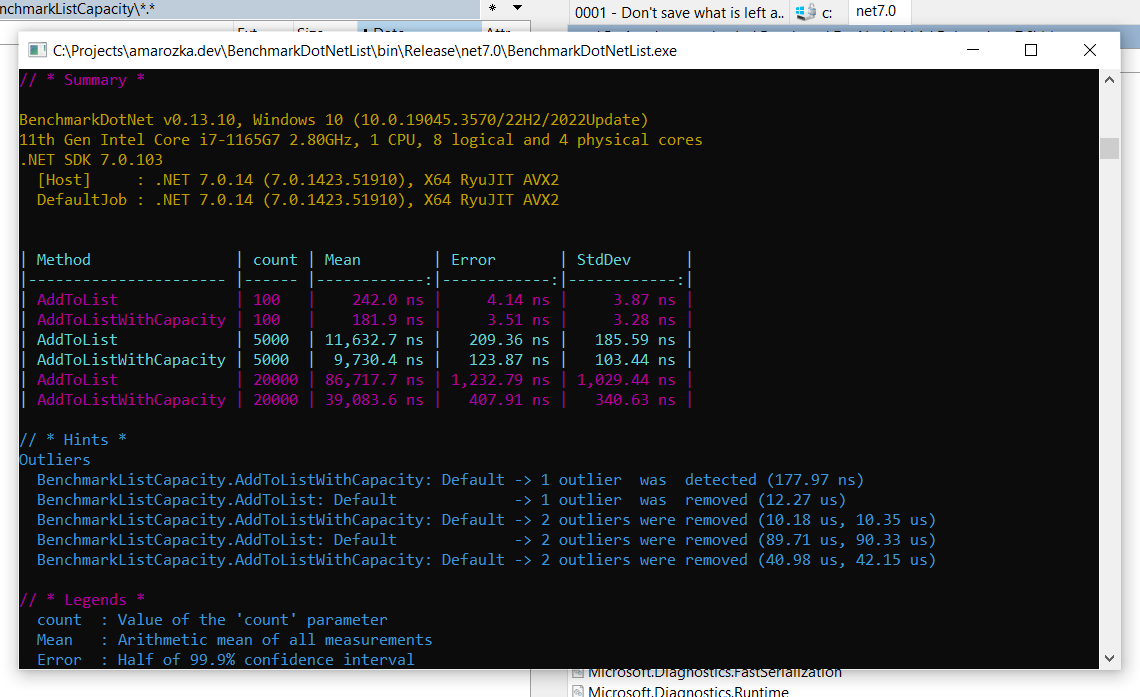 nchmarkListCapacity\*.*
0001 - Don't save what is left a..
c:
net7.0
C:\Projects\amarozka.dev\BenchmarkDotNetList\bin\Release\net7.0\BenchmarkDotNetList.exe
// * Summary *
BenchmarkDotNet v0.13.10, Windows 10 (10.0.19045.3570/22H2/2022Update)
11th Gen Intel Core i7-1165G7 2.80GHz, 1 CPU, 8 logical and 4 physical cores
.NET SDK 7.0.103
  [Host]     : .NET 7.0.14 (7.0.1423.51910), X64 RyuJIT AVX2
  DefaultJob : .NET 7.0.14 (7.0.1423.51910), X64 RyuJIT AVX2
| Method                | count | Mean        | Error       | StdDev      |
|---------------------- |------ |------------:|------------:|------------:|
| AddToList             | 100   |    242.0 ns |     4.14 ns |     3.87 ns |
| AddToListWithCapacity | 100   |    181.9 ns |     3.51 ns |     3.28 ns |
| AddToList             | 5000  | 11,632.7 ns |   209.36 ns |   185.59 ns |
| AddToListWithCapacity | 5000  |  9,730.4 ns |   123.87 ns |   103.44 ns |
| AddToList             | 20000 | 86,717.7 ns | 1,232.79 ns | 1,029.44 ns |
| AddToListWithCapacity | 20000 | 39,083.6 ns |   407.91 ns |   340.63 ns |
// * Hints *
Outliers
  BenchmarkListCapacity.AddToListWithCapacity: Default -> 1 outlier  was  detected (177.97 ns)
  BenchmarkListCapacity.AddToList: Default             -> 1 outlier  was  removed (12.27 us)
  BenchmarkListCapacity.AddToListWithCapacity: Default -> 2 outliers were removed (10.18 us, 10.35 us)
  BenchmarkListCapacity.AddToList: Default             -> 2 outliers were removed (89.71 us, 90.33 us)
  BenchmarkListCapacity.AddToListWithCapacity: Default -> 2 outliers were removed (40.98 us, 42.15 us)
// * Legends *
  count  : Value of the 'count' parameter
  Mean   : Arithmetic mean of all measurements
  Error  : Half of 99.9% confidence interval
Microsoft.Diagnostics.FastSerialization
Microsoft.Diagnostics.Runtime